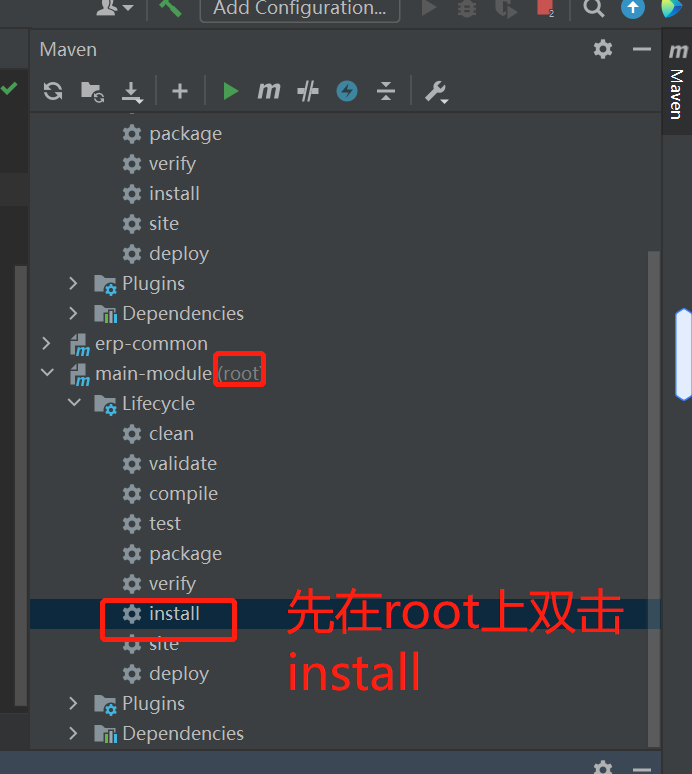 Add Configuration...
2
Maven
m
Maven
package
verify
install
site
deploy
Plugins
Dependencies
erp-common
main-module (root)
Lifecycle
clean
validate
compile
test
package
verify
install
site
deploy
Plugins
Dependencies
先在root上双击
install